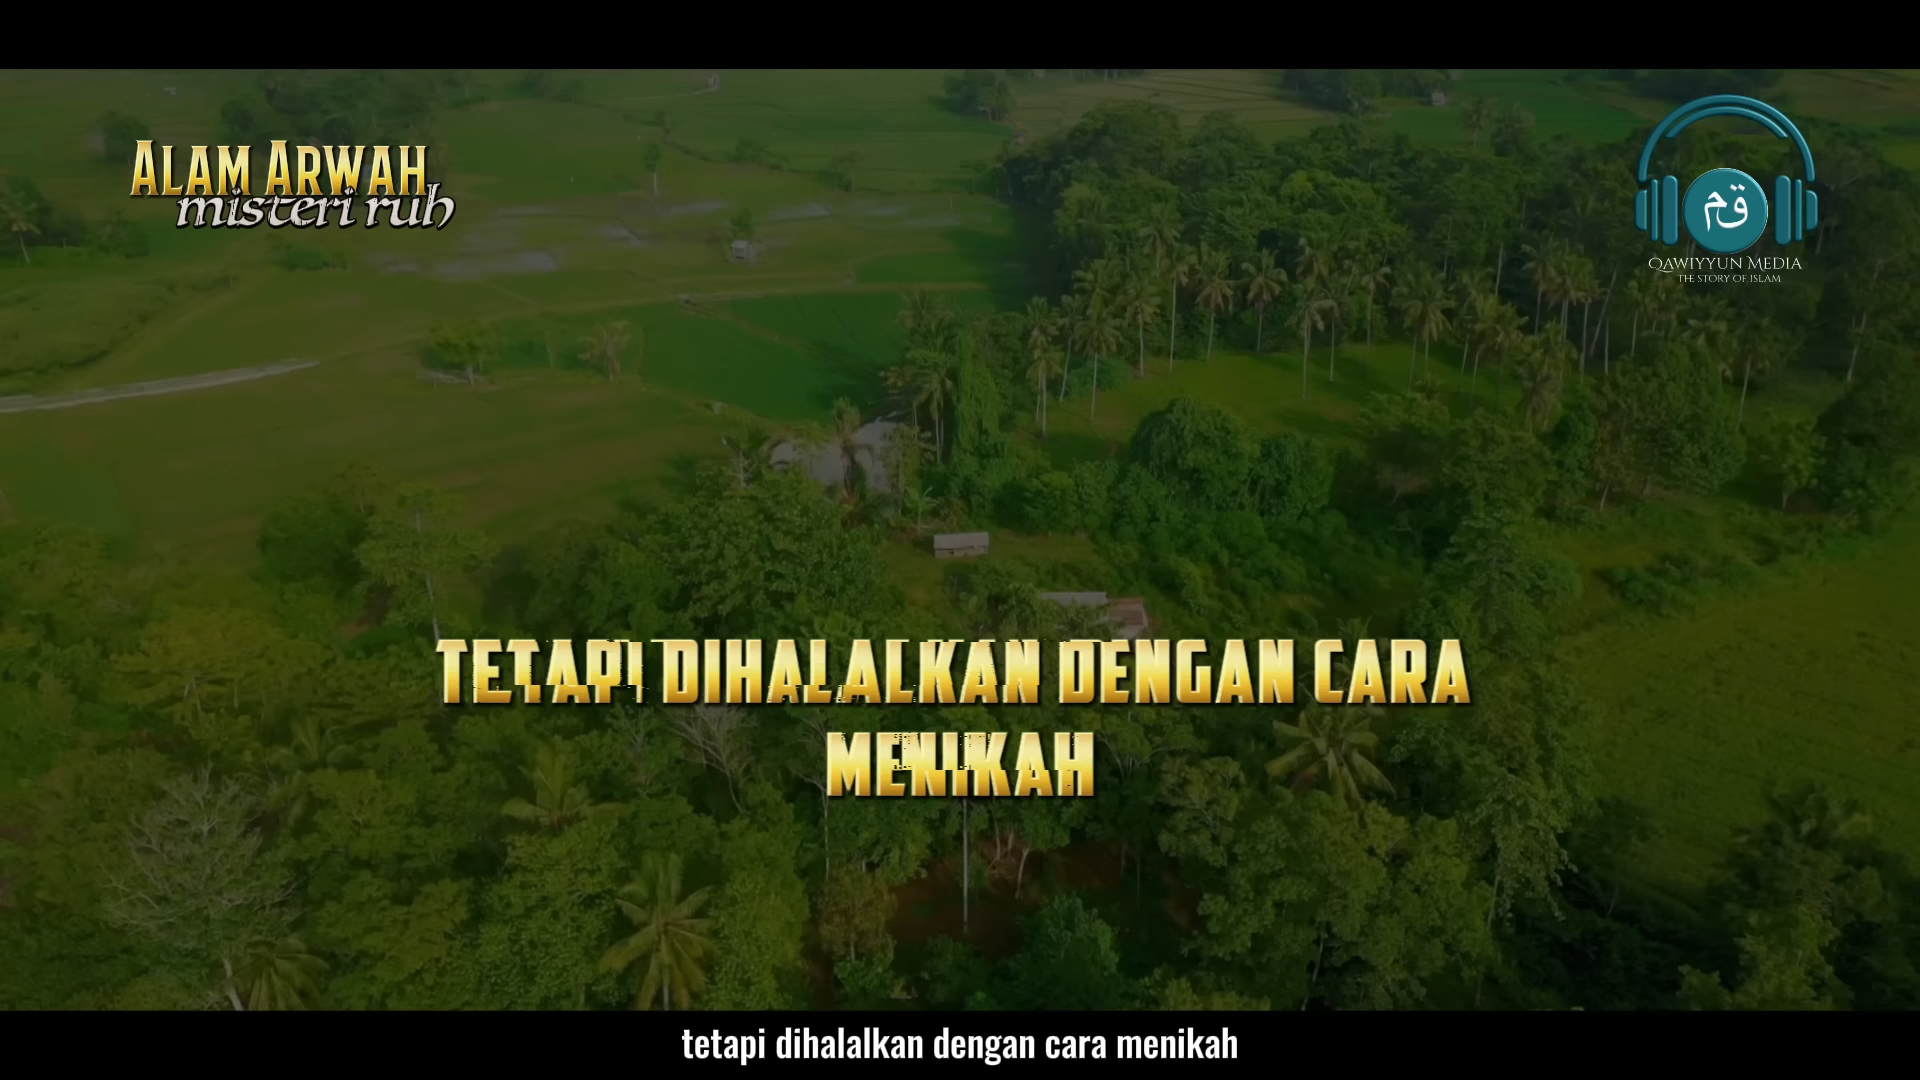 ALAM ARWAH
misteri ruh
قم
QAWIYYUN MEDIA
THE STORY OF ISLAM
TETAPI DIHALALKAN DENGAN CARA
MENIKAH
tetapi dihalalkan dengan cara menikah